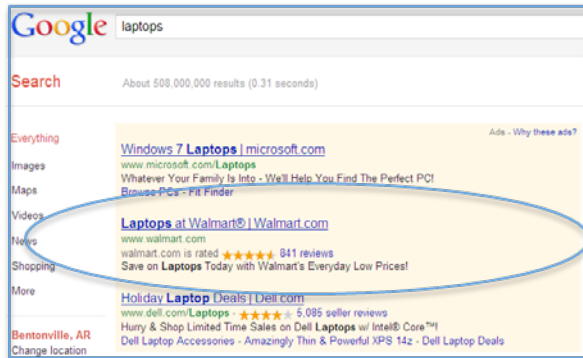 Google laptops
Search About 508,000,000 results (0.31 seconds)
Everything
Images
Maps
Videos
News
Shopping
More
Bentonville, AR
Change location
Ads - Why these ads?
Windows 7 Laptops | microsoft.com
www.microsoft.com/Laptops
Whatever Your Family Is Into - We'll Help You Find The Perfect PC!
Browse PCs - Fit Finder
Laptops at Walmart® | Walmart.com
www.walmart.com
walmart.com is rated ★★★★★ 841 reviews
Save on Laptops Today with Walmart's Everyday Low Prices!
Holiday Laptop Deals | Dell.com
www.dell.com/Laptops - ★★★★★ 5,085 seller reviews
Hurry & Shop Limited Time Sales on Dell Laptops w/ Intel® Core™!
Dell Laptop Accessories - Amazingly Thin & Powerful XPS 14z - Dell Laptop Deals